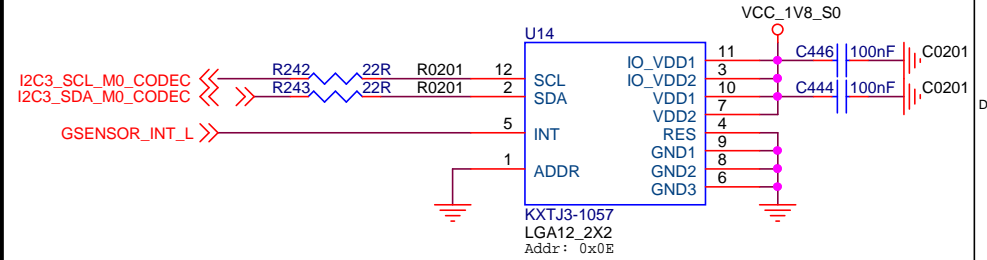 VCC_1V8_S0
U14
I2C3_SCL_M0_CODEC R242 22R R0201 12 SCL IO_VDD1 11 C446 100nF C0201
I2C3_SDA_M0_CODEC R243 22R R0201 2 SDA IO_VDD2 3
VDD1 10 C444 100nF C0201
D
VDD2 7
GSENSOR_INT_L 5 INT RES 4
GND1 9
1 ADDR GND2 8
GND3 6
KXTJ3-1057
LGA12_2X2
Addr: 0x0E